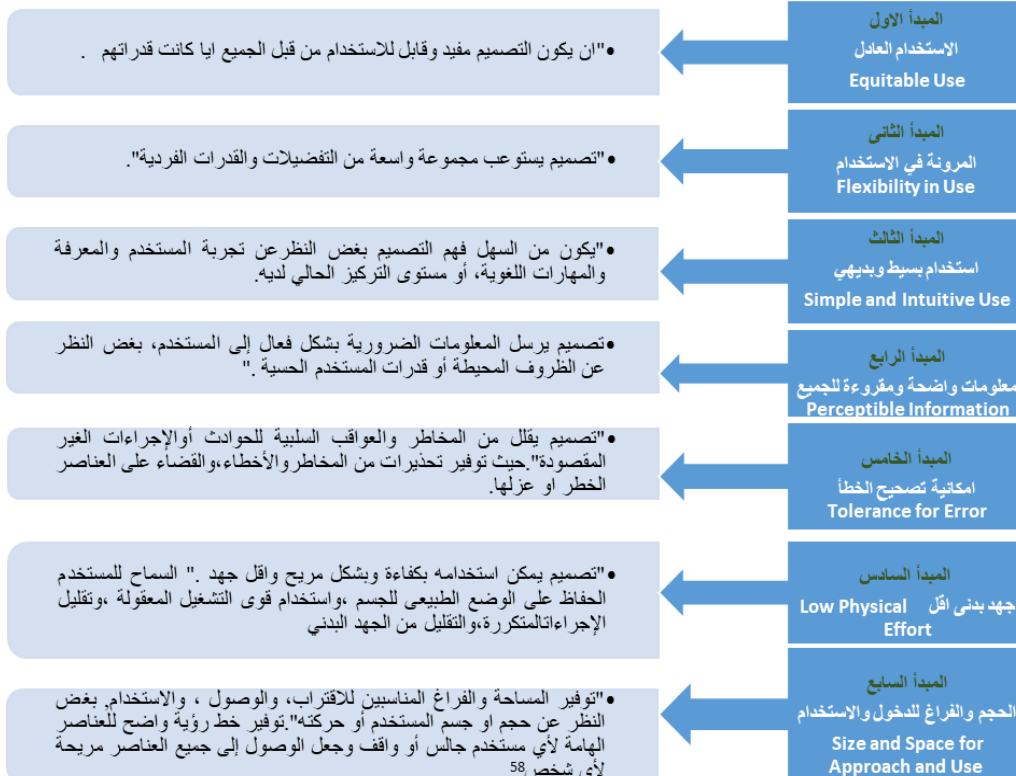 المبدأ الاول
الاستخدام العادل
Equitable Use
•"ان يكون التصميم مفيد وقابل للاستخدام من قبل الجميع ايا كانت قدراتهم .
المبدأ الثانى
المرونة في الاستخدام
Flexibility in Use
•"تصميم يستوعب مجموعة واسعة من التفضيلات والقدرات الفردية".
المبدأ الثالث
استخدام بسيط وبديهي
Simple and Intuitive Use
•"يكون من السهل فهم التصميم بغض النظرعن تجربة المستخدم والمعرفة
والمهارات اللغوية، أو مستوى التركيز الحالي لديه.
المبدأ الرابع
معلومات واضحة ومقروءة للجميع
Perceptible Information
•تصميم يرسل المعلومات الضرورية بشكل فعال إلى المستخدم، بغض النظر
عن الظروف المحيطة أو قدرات المستخدم الحسية ."
المبدأ الخامس
امكانية تصحيح الخطأ
Tolerance for Error
•"تصميم يقلل من المخاطر والعواقب السلبية للحوادث أوالإجراءات الغير
المقصودة".حيث توفير تحذيرات من المخاطر والأخطاء،والقضاء على العناصر
الخطر او عزلها.
المبدأ السادس
جهد بدنى اقل Low Physical
Effort
•"تصميم يمكن استخدامه بكفاءة وبشكل مريح واقل جهد ." السماح للمستخدم
الحفاظ على الوضع الطبيعى للجسم ،واستخدام قوى التشغيل المعقولة ،وتقليل
الإجراءاتالمتكررة،والتقليل من الجهد البدني
المبدأ السابع
الحجم والفراغ للدخول والاستخدام
Size and Space for
Approach and Use
•"توفير المساحة والفراغ المناسبين للاقتراب، والوصول ، والاستخدام, بغض
النظر عن حجم او جسم المستخدم أو حركته".توفير خط رؤية واضح للعناصر
الهامة لأي مستخدم جالس أو واقف وجعل الوصول إلى جميع العناصر مريحة
لأي شخص58